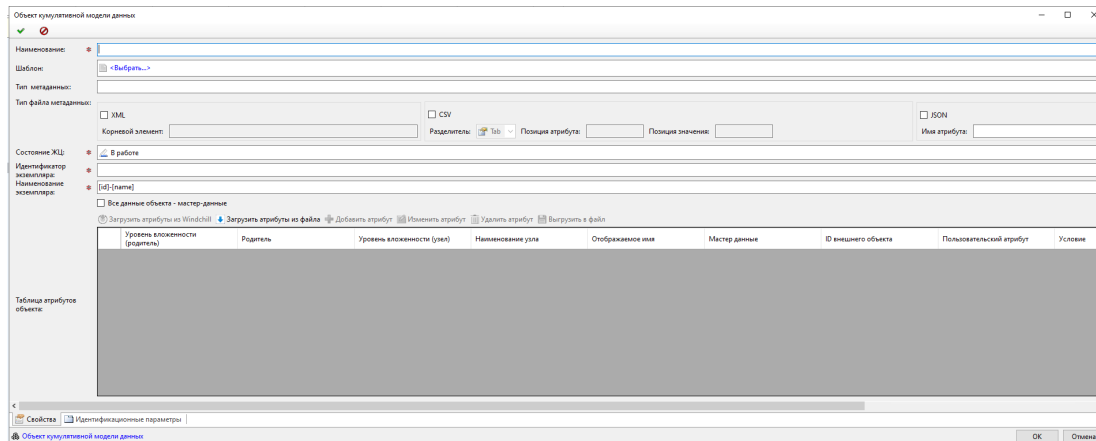 Объект кумулятивной модели данных
Наименование: *
Шаблон: <Выбрать...>
Тип метаданных:
Тип файла метаданных:
XML
CSV
JSON
Корневой элемент:
Разделитель: Tab Позиция атрибута: Позиция значения:
Имя атрибута:
Состояние ЖЦ: * В работе
Идентификатор
экземпляра: *
Наименование
экземпляра: * [id]-[name]
Все данные объекта - мастер-данные
Загрузить атрибуты из Windchill Загрузить атрибуты из файла Добавить атрибут Изменить атрибут Удалить атрибут Выгрузить в файл
Уровень вложенности
(родитель)
Родитель Уровень вложенности (узел) Наименование узла Отображаемое имя Мастер данные ID внешнего объекта Пользовательский атрибут Условие
Таблица атрибутов
объекта:
Свойства Идентификационные параметры
Объект кумулятивной модели данных
OK Отмена